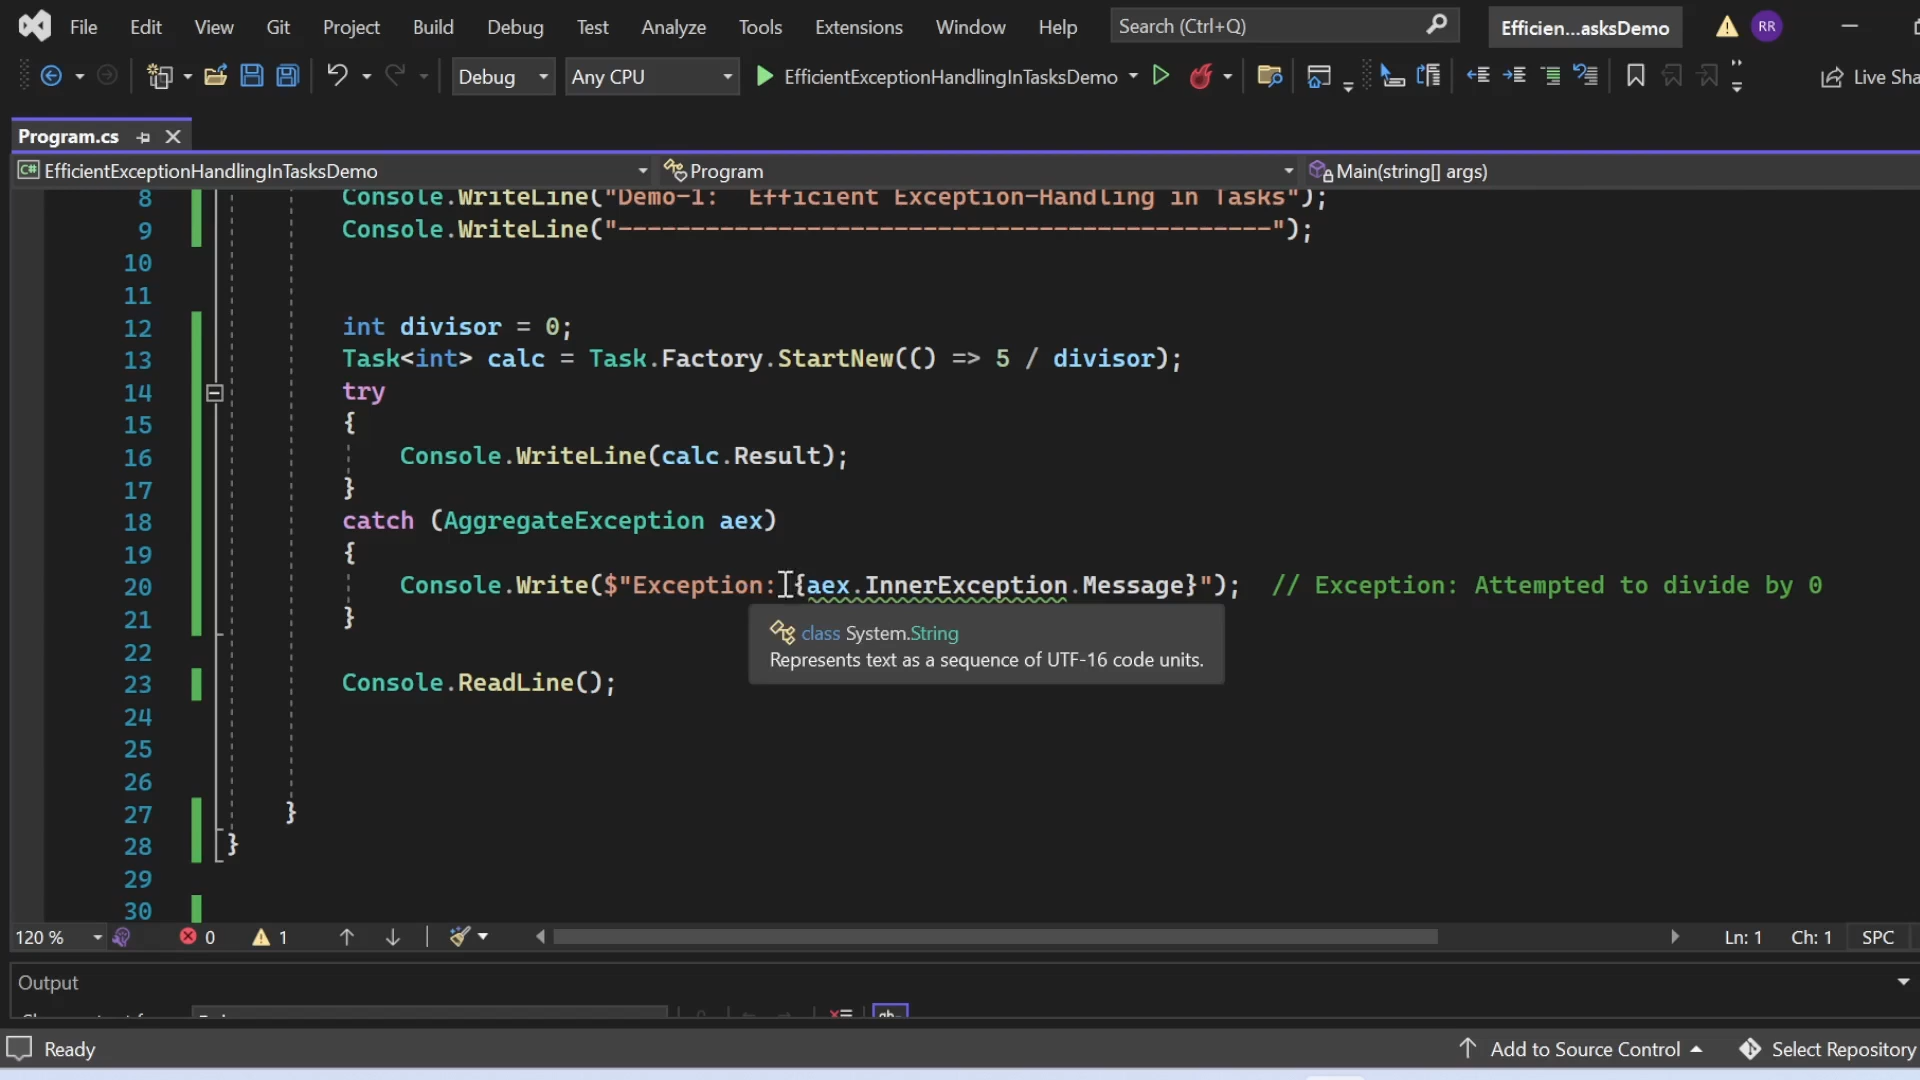 File Edit View Git Project Build Debug Test Analyze Tools Extensions Window Help Search (Ctrl+Q) Efficien...asksDemo RR
Debug Any CPU EfficientExceptionHandlingInTasksDemo Live Sha
Program.cs
C# EfficientExceptionHandlingInTasksDemo Program Main(string[] args)
8 Console.WriteLine("Demo-1:  Efficient Exception-Handling in Tasks");
9 Console.WriteLine("---------------------------------------------");
10
11
12 int divisor = 0;
13 Task<int> calc = Task.Factory.StartNew(() => 5 / divisor);
14 try
15 {
16 Console.WriteLine(calc.Result);
17 }
18 catch (AggregateException aex)
19 {
20 Console.Write($"Exception: {aex.InnerException.Message}");  // Exception: Attempted to divide by 0
21 }
class System.String
Represents text as a sequence of UTF-16 code units.
22
23 Console.ReadLine();
24
25
26
27 }
28 }
29
30
120 % 0 1 Ln: 1 Ch: 1 SPC
Output
Ready Add to Source Control Select Repository